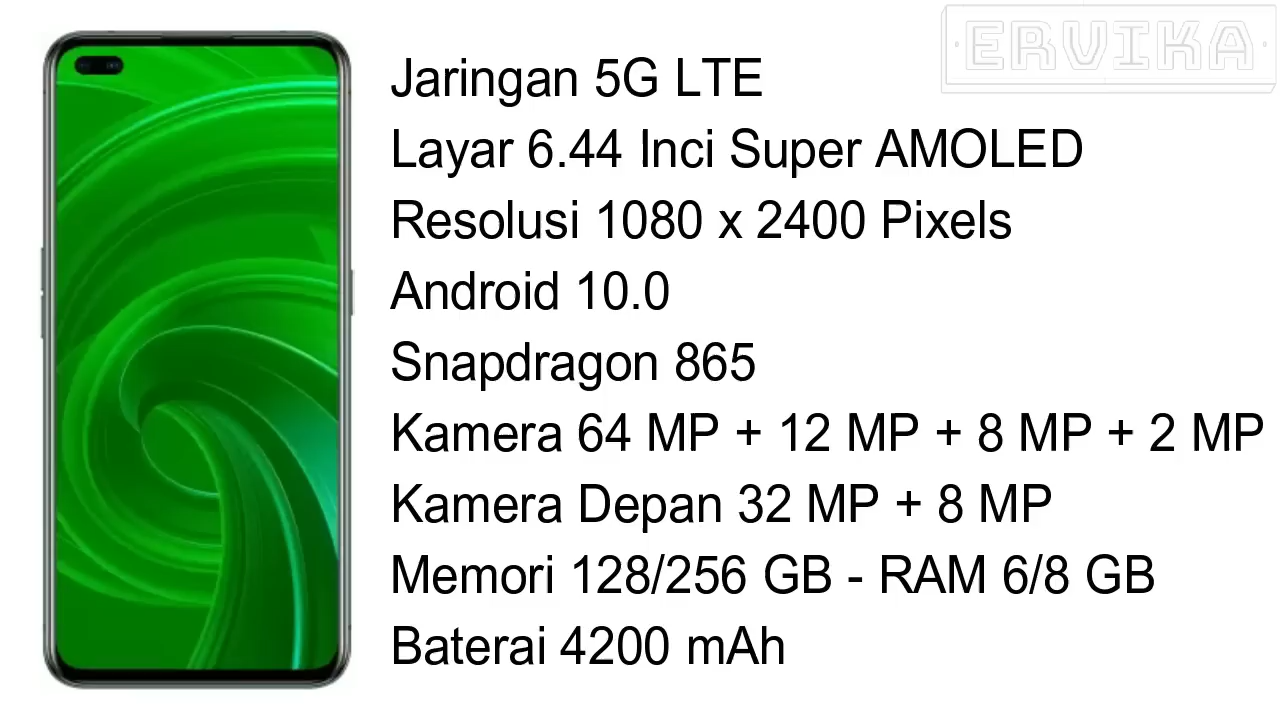 ERVIKA
Jaringan 5G LTE
Layar 6.44 Inci Super AMOLED
Resolusi 1080 x 2400 Pixels
Android 10.0
Snapdragon 865
Kamera 64 MP + 12 MP + 8 MP + 2 MP
Kamera Depan 32 MP + 8 MP
Memori 128/256 GB - RAM 6/8 GB
Baterai 4200 mAh